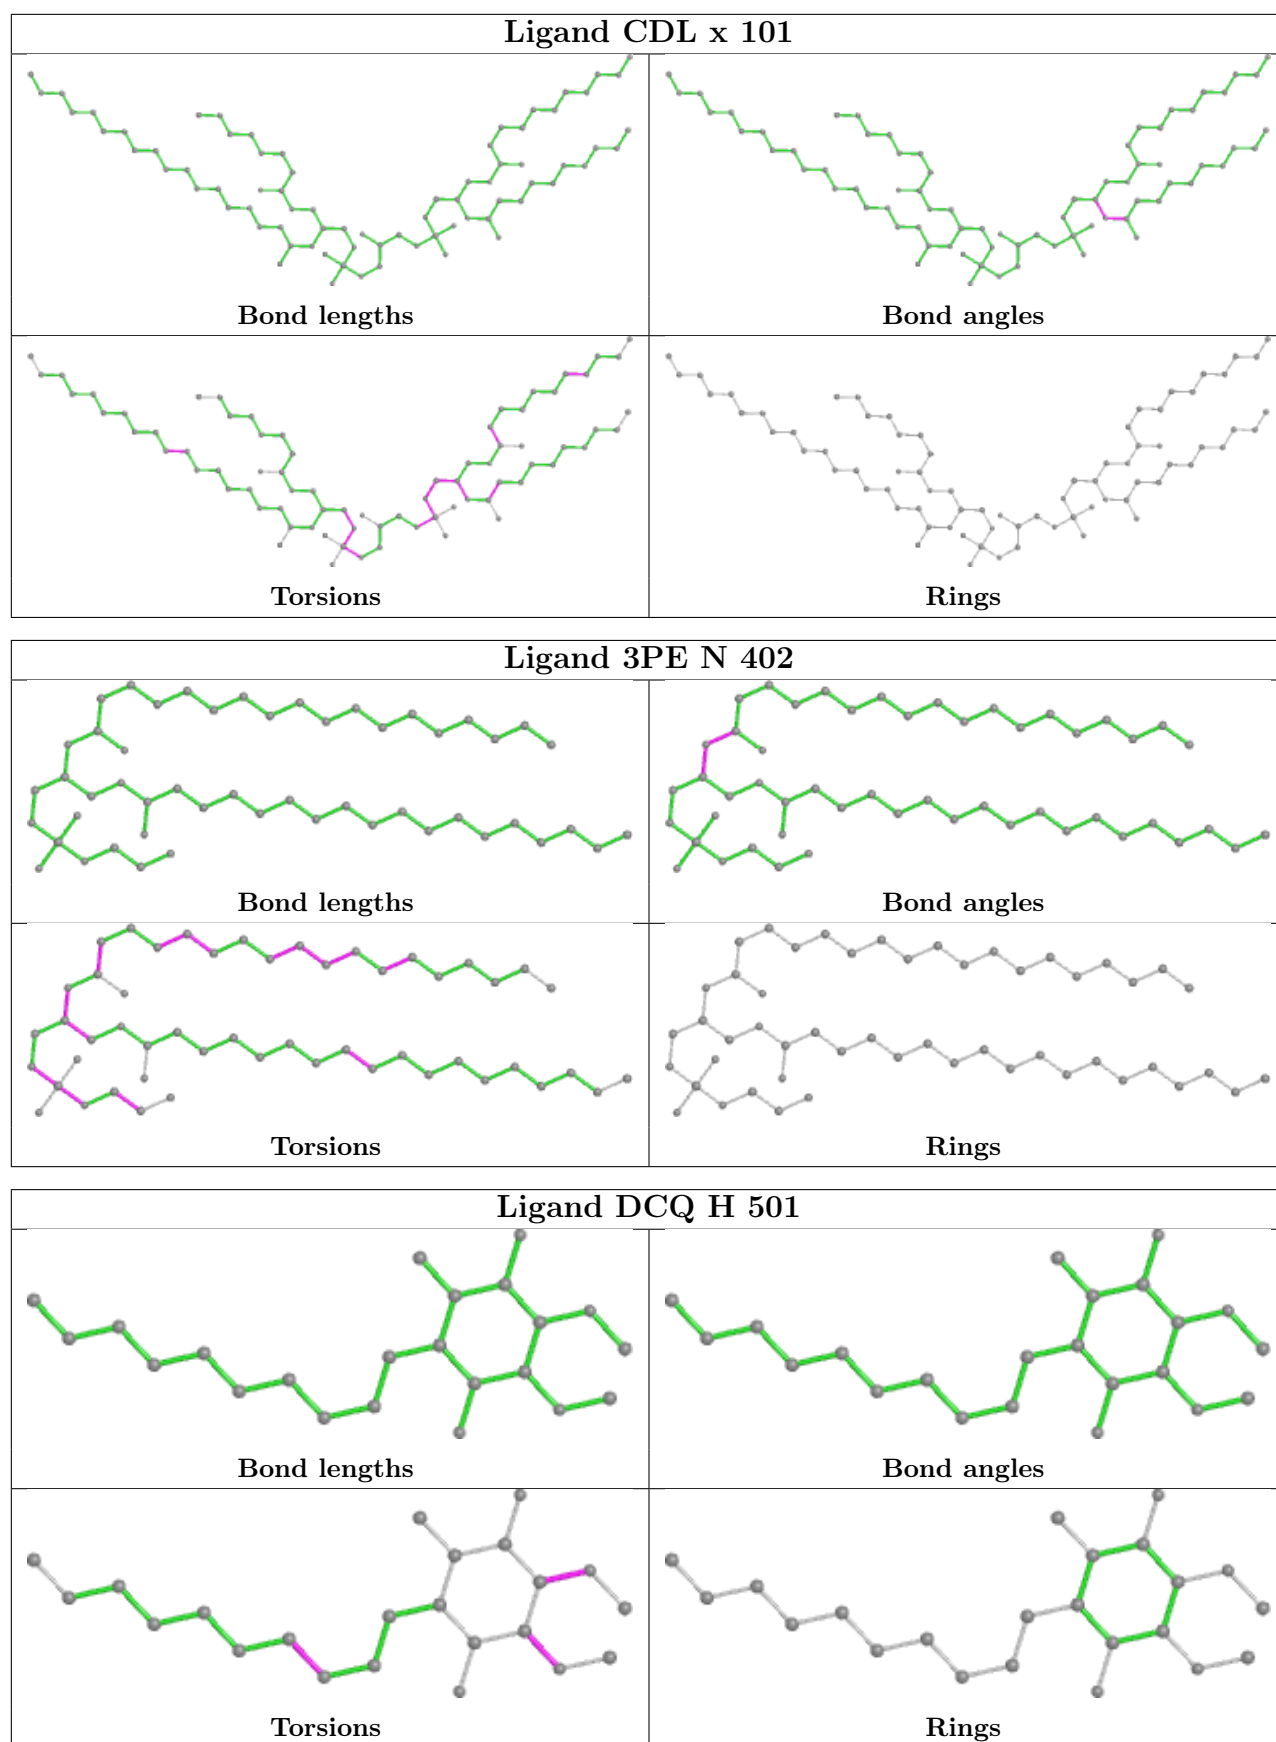 Ligand CDL x 101
Bond lengths
Bond angles
Torsions
Rings
Ligand 3PE N 402
Bond lengths
Bond angles
Torsions
Rings
Ligand DCQ H 501
Bond lengths
Bond angles
Torsions
Rings